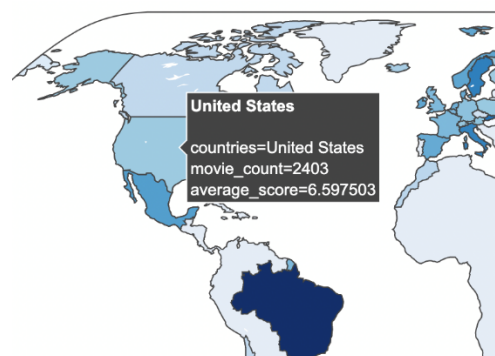 United States
countries=United States
movie_count=2403
average_score=6.597503